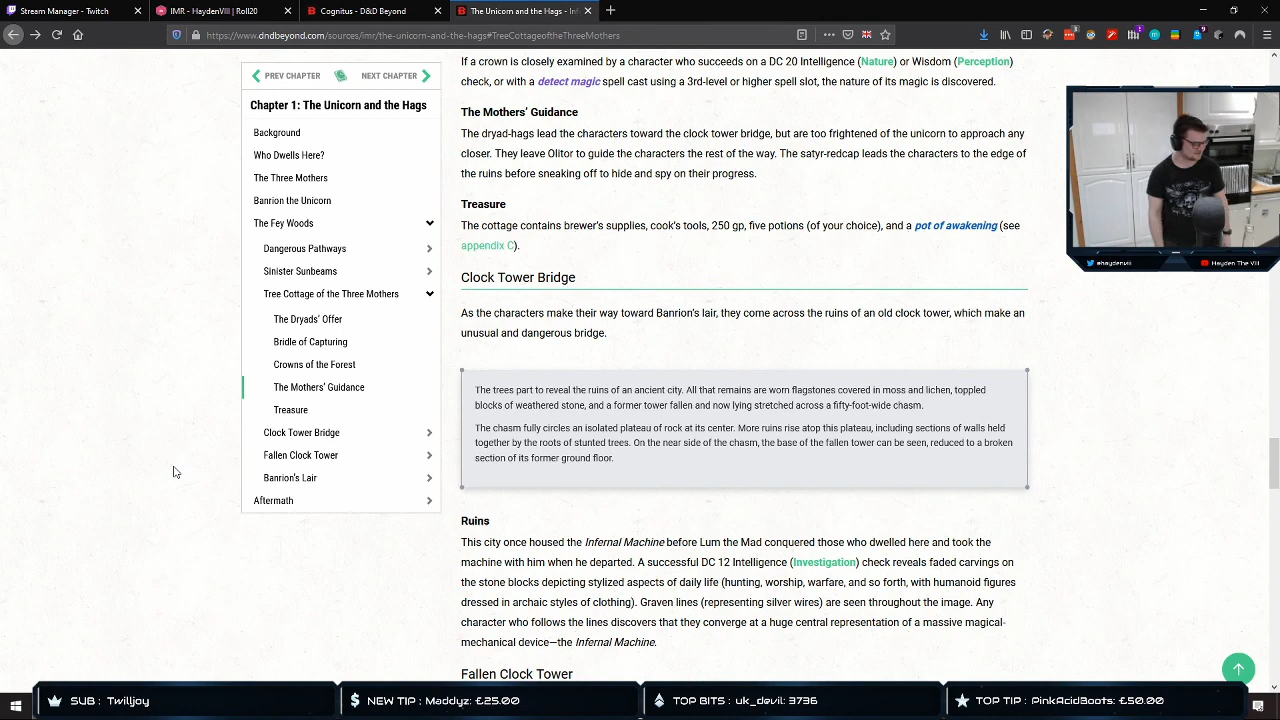 Stream Manager - Twitch
IMR - HaydenVIII | Roll20
Cognitus - D&D Beyond
The Unicorn and the Hags - Inf
https://www.dndbeyond.com/sources/imr/the-unicorn-and-the-hags#TreeCottageoftheThreeMothers
PREV CHAPTER
NEXT CHAPTER
Chapter 1: The Unicorn and the Hags
Background
Who Dwells Here?
The Three Mothers
Banrion the Unicorn
The Fey Woods
Dangerous Pathways
Sinister Sunbeams
Tree Cottage of the Three Mothers
The Dryads' Offer
Bridle of Capturing
Crowns of the Forest
The Mothers' Guidance
Treasure
Clock Tower Bridge
Fallen Clock Tower
Banrion's Lair
Aftermath
If a crown is closely examined by a character who succeeds on a DC 20 Intelligence (Nature) or Wisdom (Perception)
check, or with a detect magic spell cast using a 3rd-level or higher spell slot, the nature of its magic is discovered.
The Mothers' Guidance
The dryad-hags lead the characters toward the clock tower bridge, but are too frightened of the unicorn to approach any
closer. They leave Olitor to guide the characters the rest of the way. The satyr-redcap leads the characters to the edge of
the ruins before sneaking off to hide and spy on their progress.
Treasure
The cottage contains brewer's supplies, cook's tools, 250 gp, five potions (of your choice), and a pot of awakening (see
appendix C).
Clock Tower Bridge
As the characters make their way toward Banrion's lair, they come across the ruins of an old clock tower, which make an
unusual and dangerous bridge.
The trees part to reveal the ruins of an ancient city. All that remains are worn flagstones covered in moss and lichen, toppled
blocks of weathered stone, and a former tower fallen and now lying stretched across a fifty-foot-wide chasm.
The chasm fully circles an isolated plateau of rock at its center. More ruins rise atop this plateau, including sections of walls held
together by the roots of stunted trees. On the near side of the chasm, the base of the fallen tower can be seen, reduced to a broken
section of its former ground floor.
Ruins
This city once housed the Infernal Machine before Lum the Mad conquered those who dwelled here and took the
machine with him when he departed. A successful DC 12 Intelligence (Investigation) check reveals faded carvings on
the stone blocks depicting stylized aspects of daily life (hunting, worship, warfare, and so forth, with humanoid figures
dressed in archaic styles of clothing). Graven lines (representing silver wires) are seen throughout the image. Any
character who follows the lines discovers that they converge at a huge central representation of a massive magical-
mechanical device—the Infernal Machine.
Fallen Clock Tower
@haydenviii
Hayden The VIII
SUB : Twilljoy
NEW TIP : Maddyz: £25.00
TOP BITS : uk_devil: 3736
TOP TIP : PinkAcidBoots: £50.00